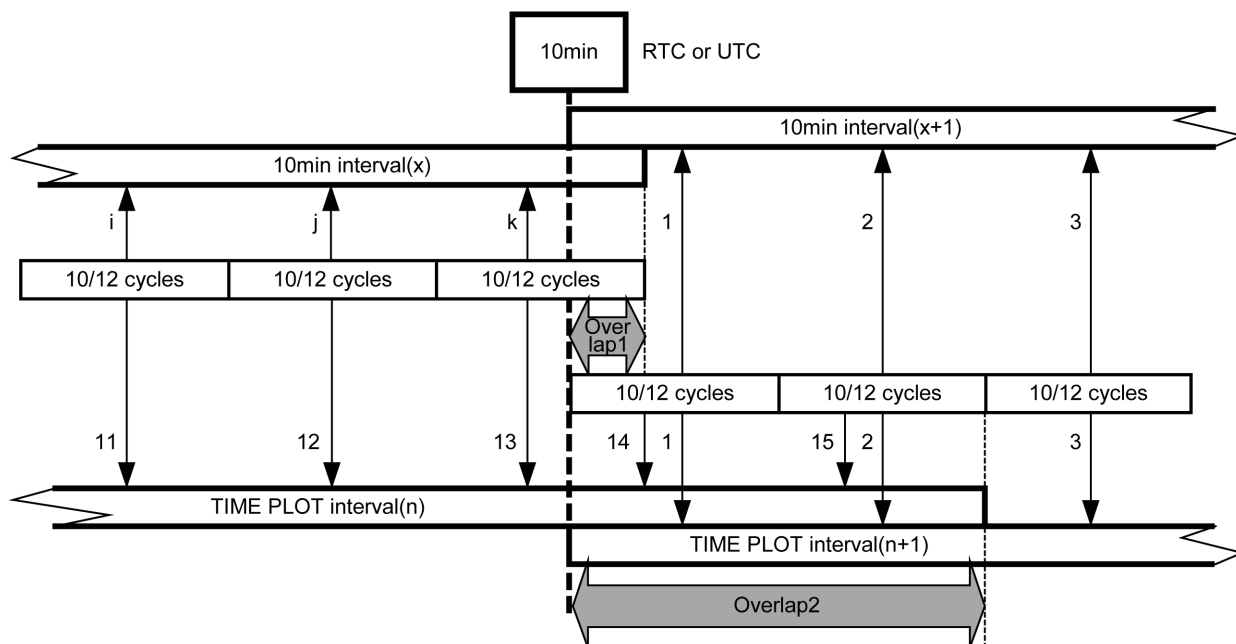 10min
RTC or UTC
10min interval(x+1)
10min interval(x)
i
j
k
1
2
3
10/12 cycles
10/12 cycles
10/12 cycles
Over
lap1
10/12 cycles
10/12 cycles
10/12 cycles
11
12
13
14
1
15
2
3
TIME PLOT interval(n)
TIME PLOT interval(n+1)
Overlap2